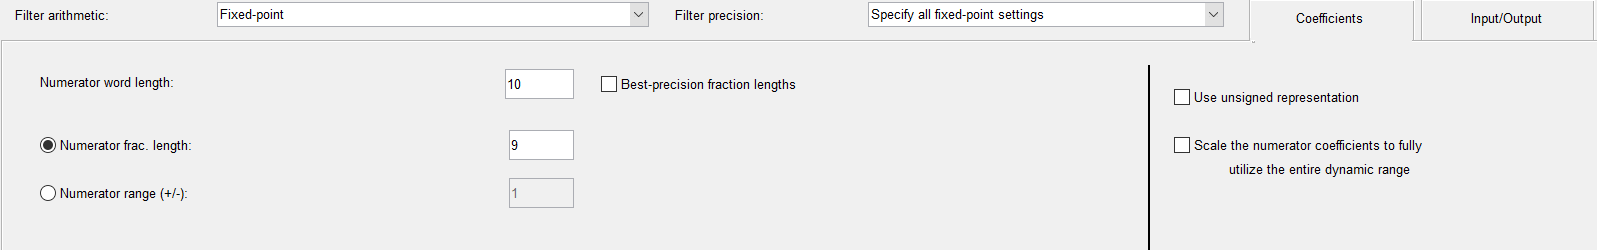 Filter arithmetic: Fixed-point Filter precision: Specify all fixed-point settings Coefficients Input/Output
Numerator word length: 10 Best-precision fraction lengths
Use unsigned representation
Numerator frac. length: 9 Scale the numerator coefficients to fully
utilize the entire dynamic range
Numerator range (+/-): 1